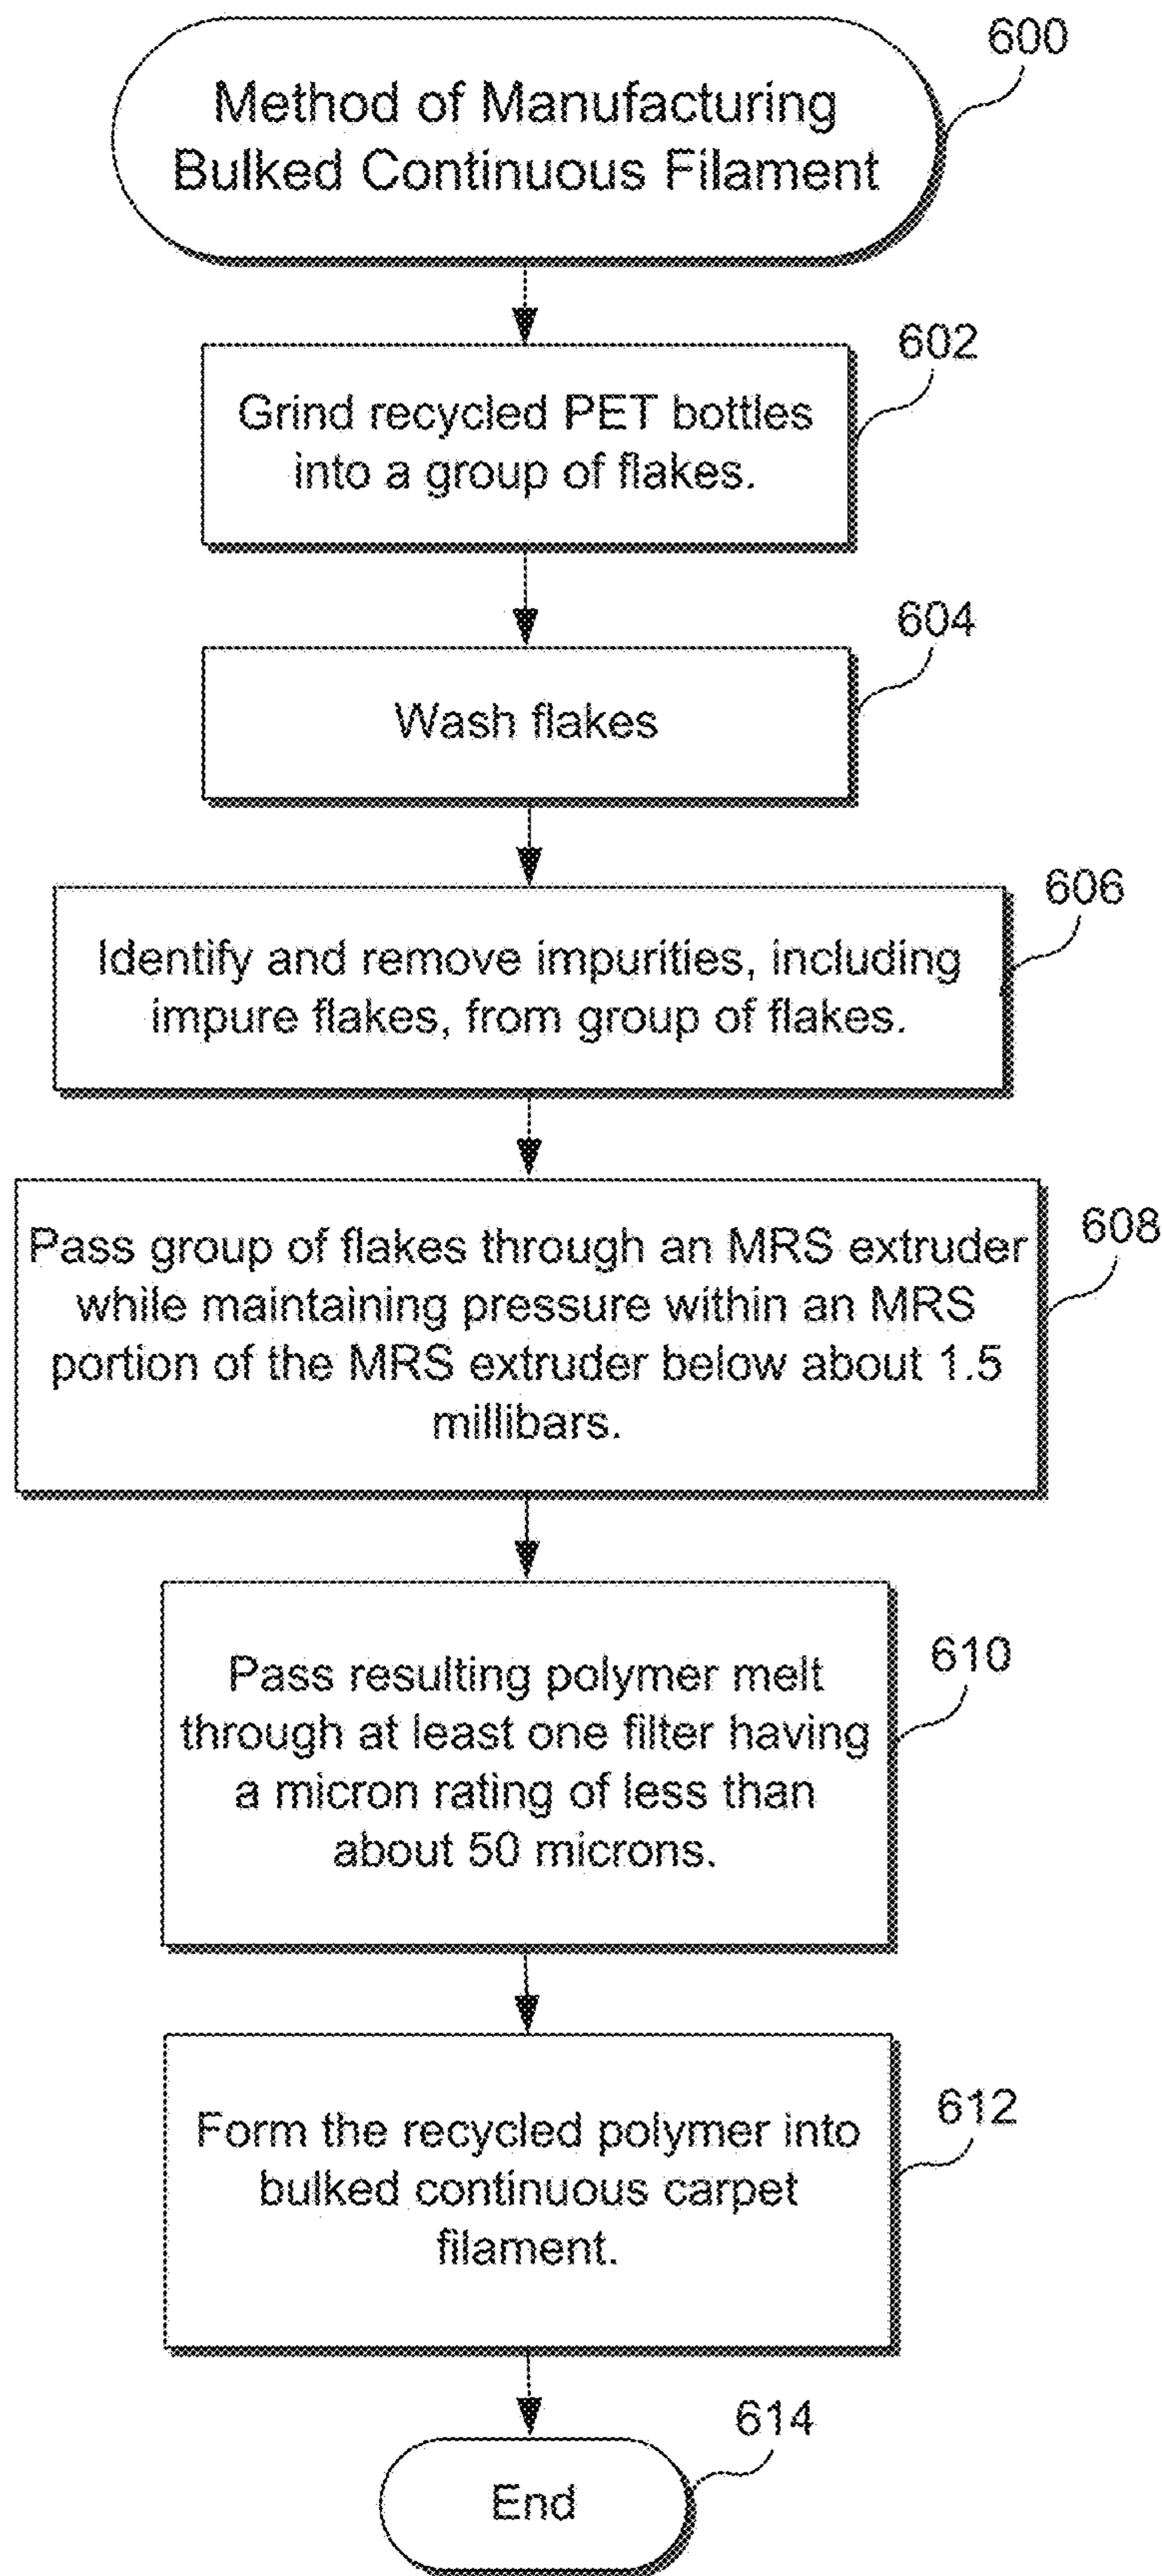 600
Method of Manufacturing
Bulked Continuous Filament
602
Grind recycled PET bottles
into a group of flakes.
604
Wash flakes
606
Identify and remove impurities, including
impure flakes, from group of flakes.
608
Pass group of flakes through an MRS extruder
while maintaining pressure within an MRS
portion of the MRS extruder below about 1.5
millibars.
610
Pass resulting polymer melt
through at least one filter having
a micron rating of less than
about 50 microns.
612
Form the recycled polymer into
bulked continuous carpet
filament.
614
End